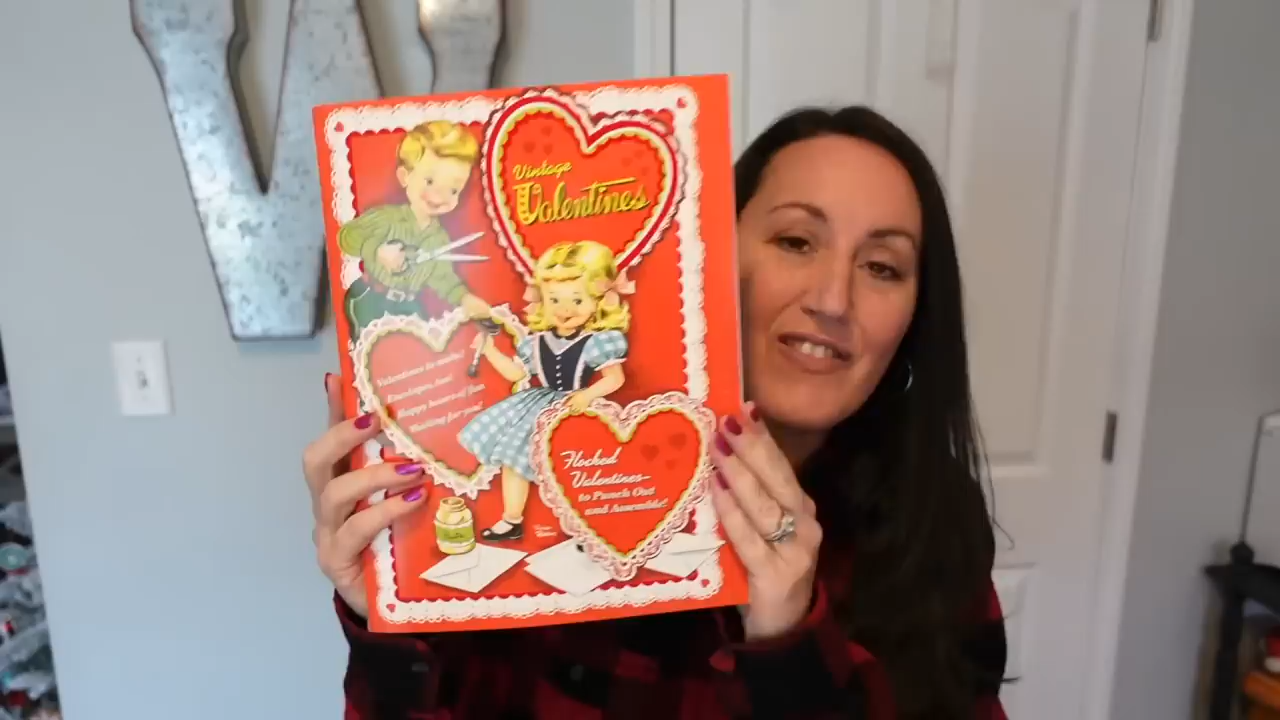 W
Vintage
Valentines
Valentines to make!
Envelopes, too!
Happy hours of fun
Waiting for you!
Flocked
Valentines—
to Punch Out
and Assemble!